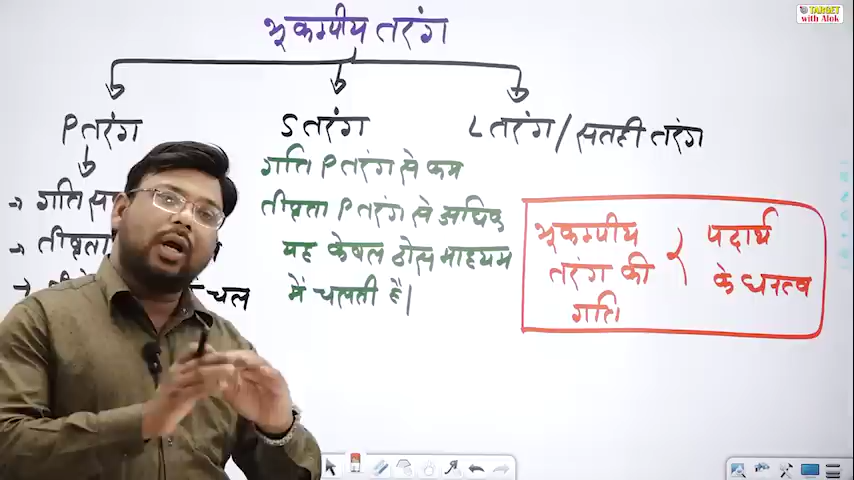 TARGET
with Alok
भूकम्पीय तरंग
P तरंग
S तरंग
L तरंग / सतही तरंग
गति
गति P तरंग से कम
तीव्रता P तरंग से अधिक
यह केवल ठोस माध्यम
में चलती है|
चल
भूकम्पीय
तरंग की
गति
पदार्थ
के घनत्व